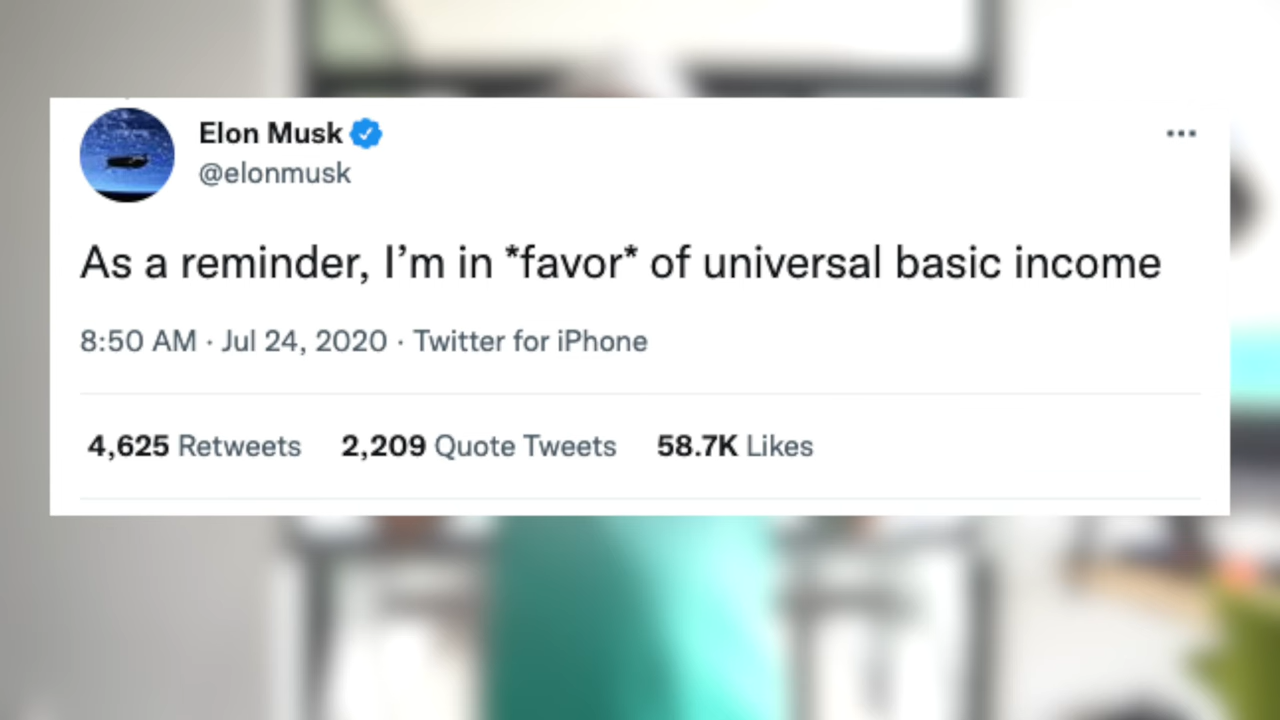 Elon Musk
@elonmusk
As a reminder, I’m in *favor* of universal basic income
8:50 AM · Jul 24, 2020 · Twitter for iPhone
4,625 Retweets 2,209 Quote Tweets 58.7K Likes